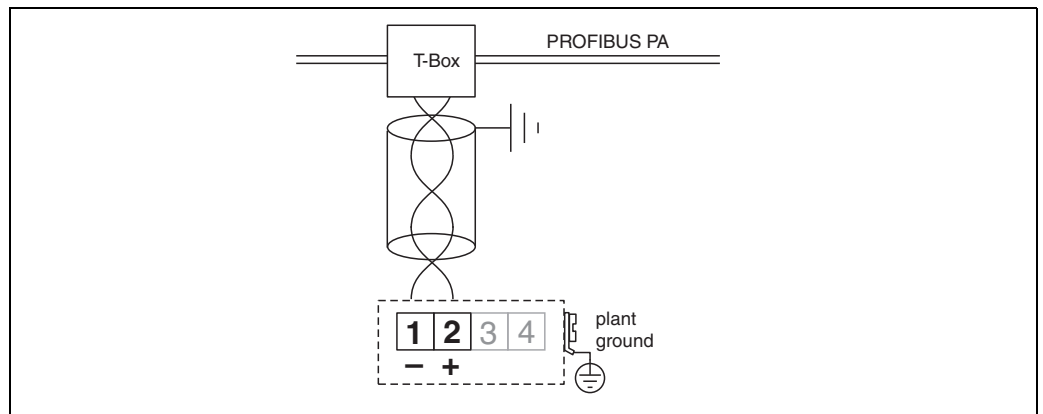 PROFIBUS PA
T-Box
1 2 3 4
– +
plant
ground